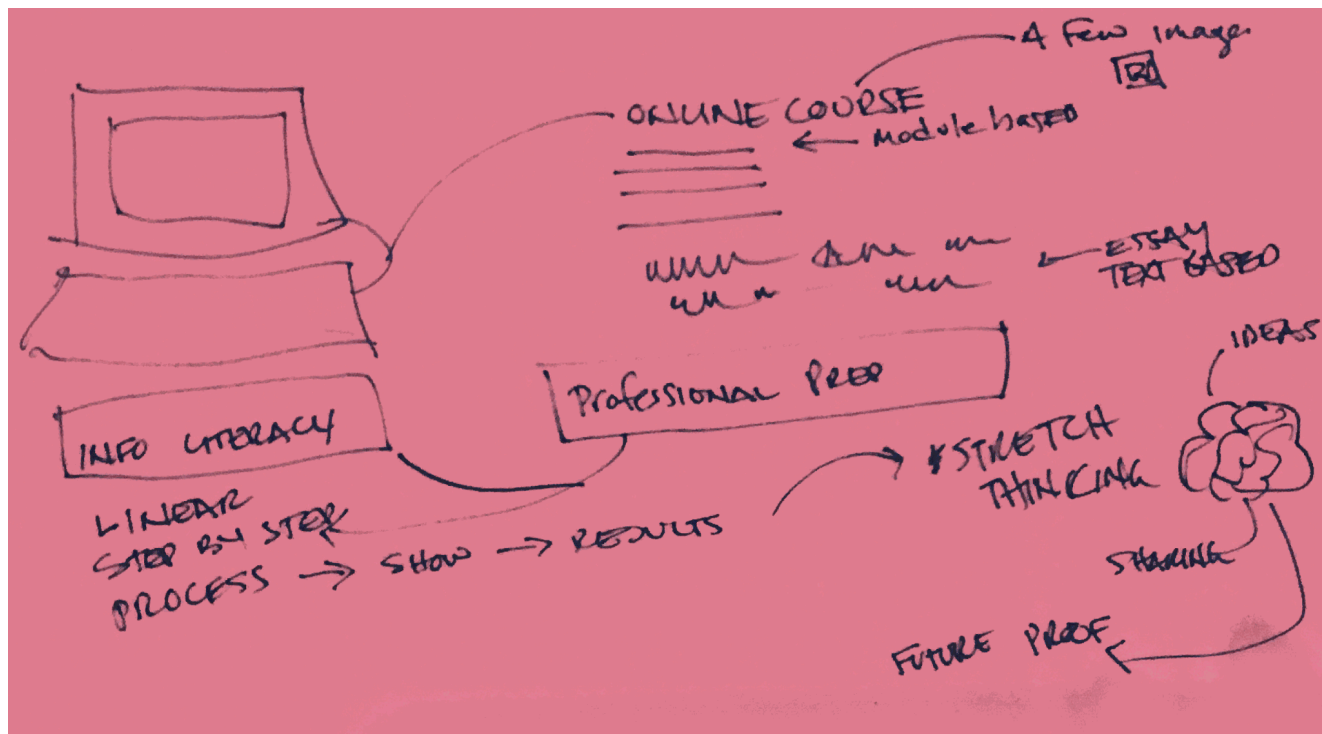 A Few images
ONLINE COURSE
Module based
ESSAY
TEXT BASED
IDEAS
Professional PREP
INFO LITERACY
*STRETCH
THINKING
LINEAR
STEP BY STEP
PROCESS → SHOW → RESULTS
SHARING
FUTURE PROOF